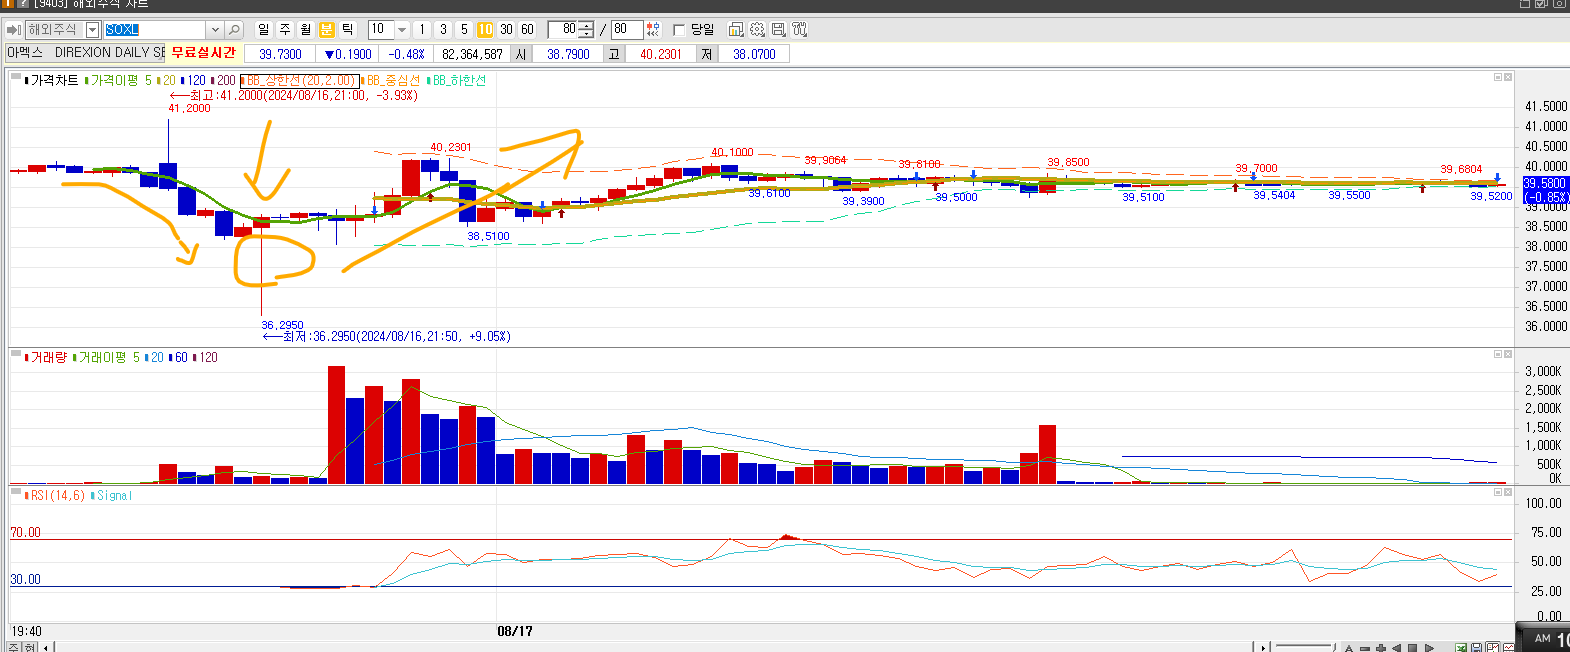 [9403] 해외주식 차트
해외주식 SOXL 일 주 월 분 틱 10 1 3 5 10 30 60 80 / 80 당일
아멕스 DIREXION DAILY SE 무료실시간 39.7300 ▼0.1900 -0.48% 82,364,587 시 38.7900 고 40.2301 저 38.0700
가격차트 가격이평 5 20 120 200 BB_상한선(20,2.00) BB_중심선 BB_하한선
←최고:41.2000(2024/08/16,21:00, -3.93%)
41.2000
40.2301
40.1000
39.9064
39.8100
39.8500
39.7000
39.6804
39.6100
39.3900
39.5000
39.5100
39.5404
39.5500
39.5200
38.5100
36.2950
←최저:36.2950(2024/08/16,21:50, +9.05%)
41.5000
41.0000
40.5000
40.0000
39.5800
(-0.85%)
39.0000
38.5000
38.0000
37.5000
37.0000
36.5000
36.0000
거래량 거래이평 5 20 60 120
3,000K
2,500K
2,000K
1,500K
1,000K
500K
0K
RSI(14,6) Signal
70.00
30.00
100.00
75.00
50.00
25.00
0.00
19:40 08/17
주 현
AM 10